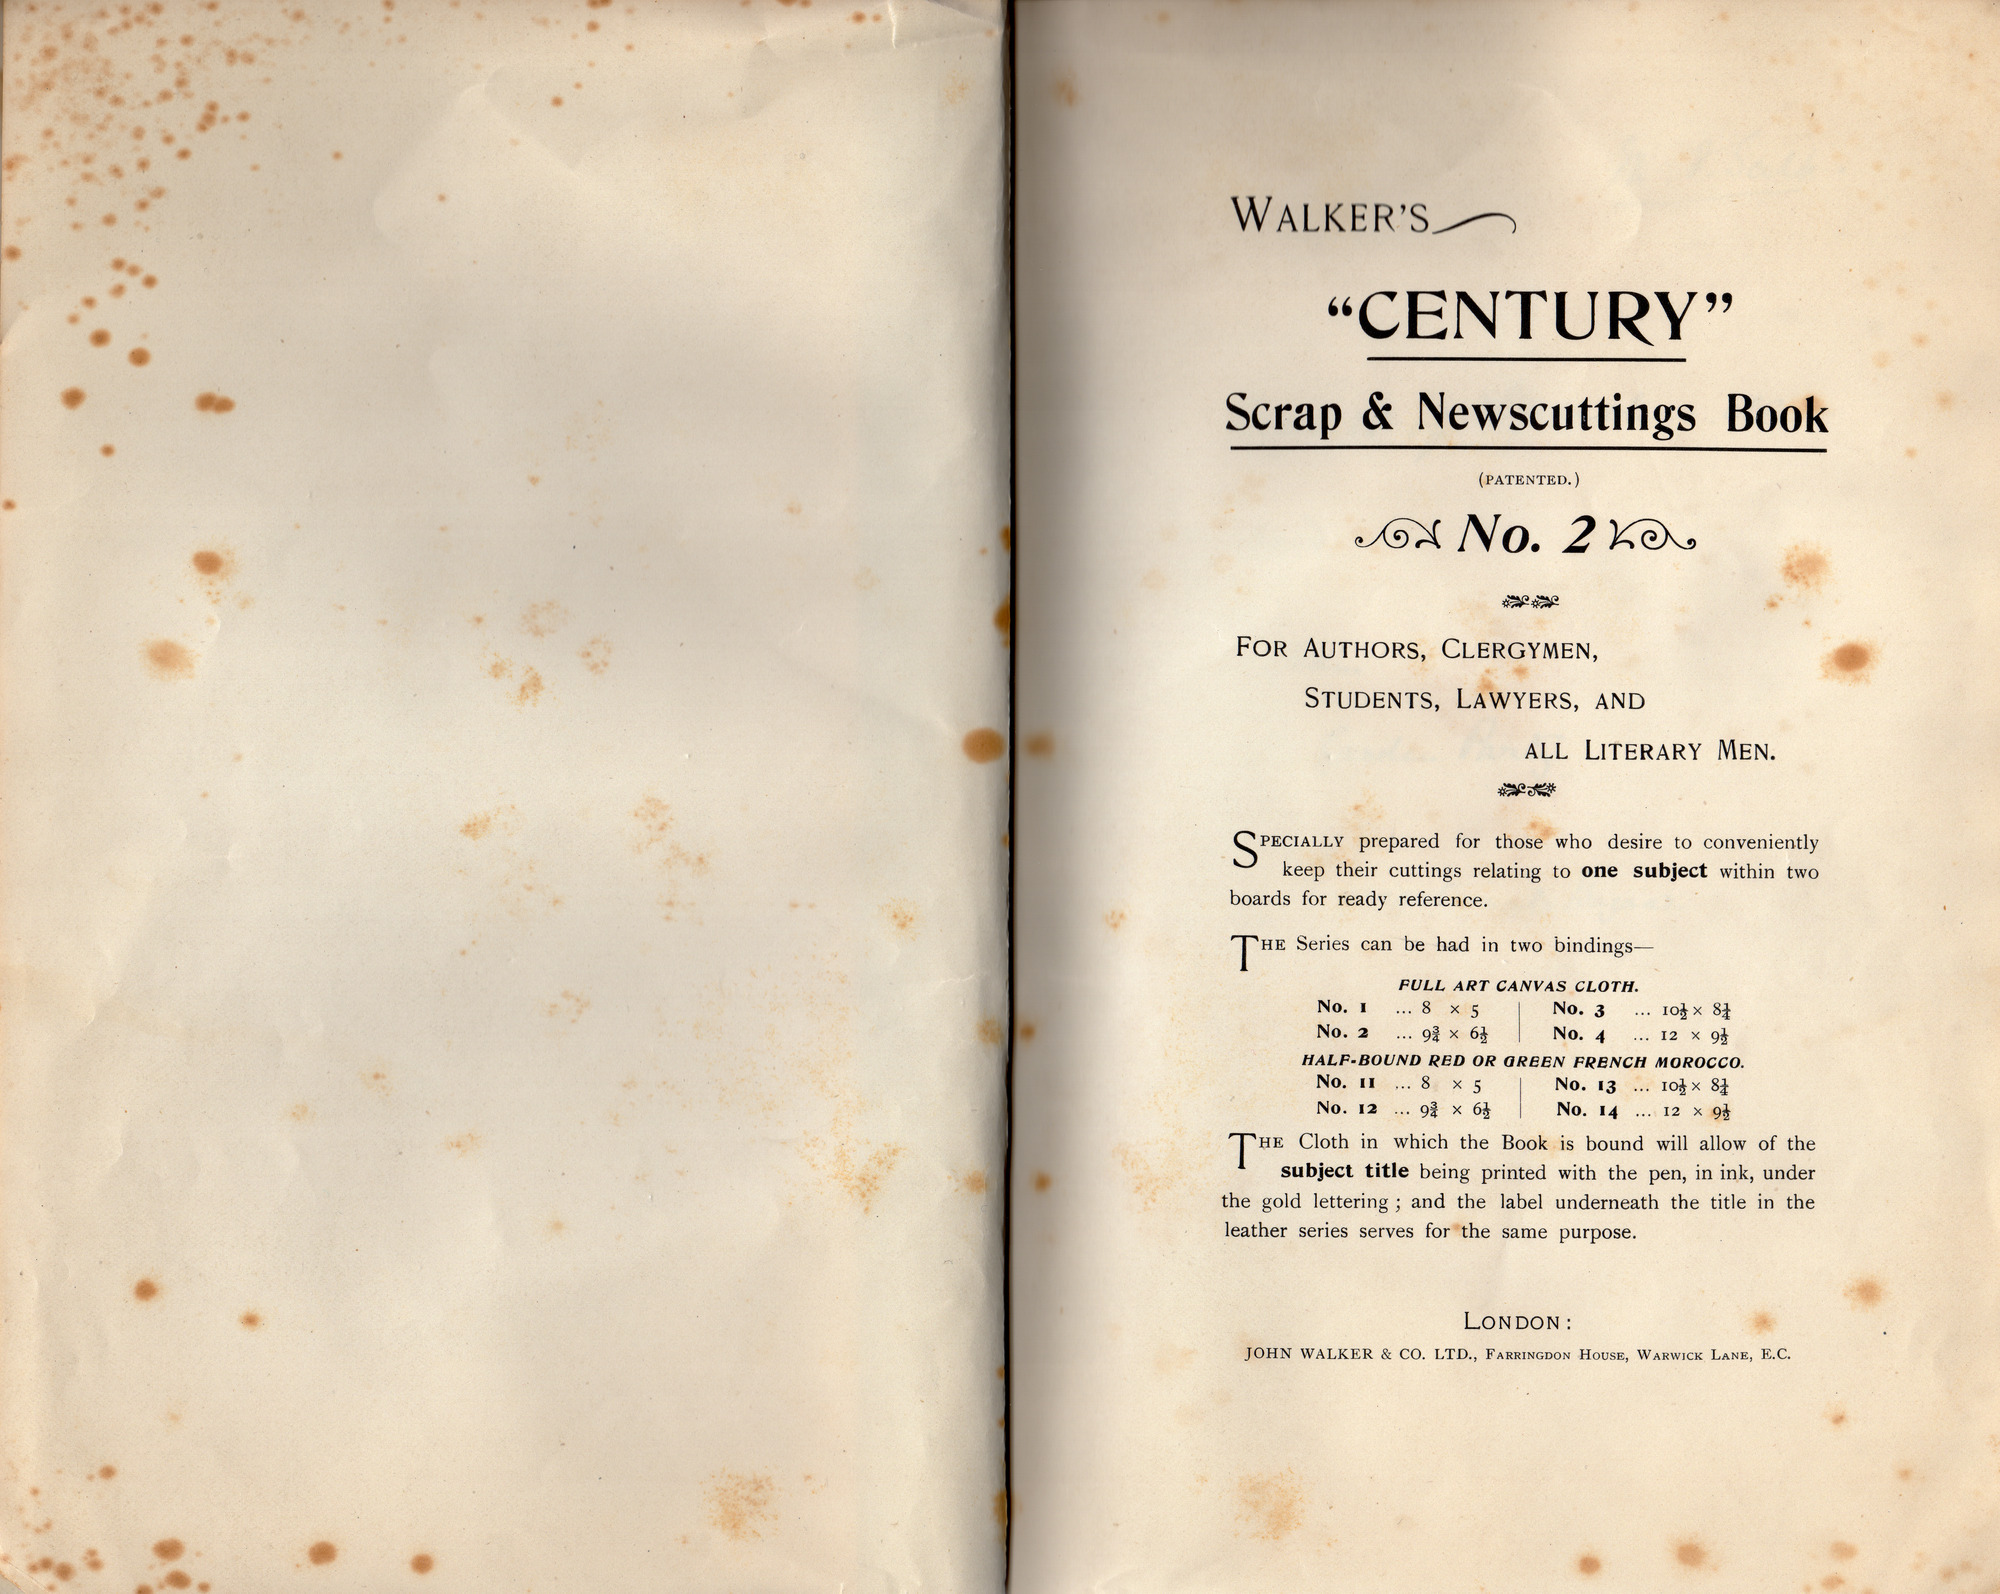 WALKER'S
“CENTURY”
Scrap & Newscuttings Book
(PATENTED.)
No. 2
FOR AUTHORS, CLERGYMEN,
STUDENTS, LAWYERS, AND
ALL LITERARY MEN.
SPECIALLY prepared for those who desire to conveniently
keep their cuttings relating to one subject within two
boards for ready reference.
THE Series can be had in two bindings—
FULL ART CANVAS CLOTH.
No. 1 ... 8 × 5 | No. 3 ... 10½ × 8¼
No. 2 ... 9¾ × 6½ | No. 4 ... 12 × 9½
HALF-BOUND RED OR GREEN FRENCH MOROCCO.
No. 11 ... 8 × 5 | No. 13 ... 10½ × 8¼
No. 12 ... 9¾ × 6½ | No. 14 ... 12 × 9½
THE Cloth in which the Book is bound will allow of the
subject title being printed with the pen, in ink, under
the gold lettering; and the label underneath the title in the
leather series serves for the same purpose.
LONDON:
JOHN WALKER & CO. LTD., FARRINGDON HOUSE, WARWICK LANE, E.C.